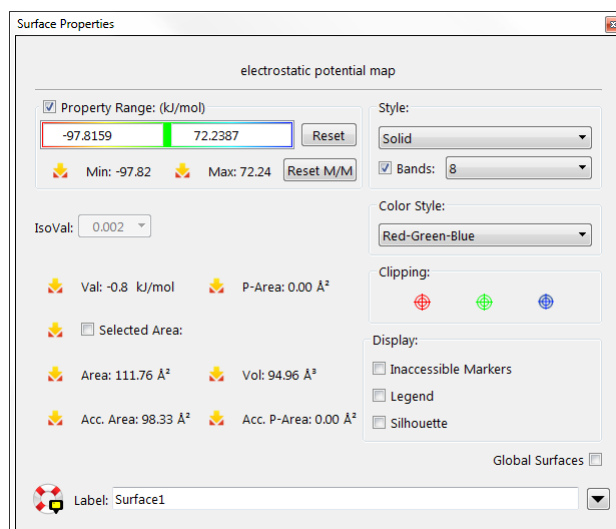 Surface Properties
electrostatic potential map
Property Range: (kJ/mol)
-97.8159 72.2387 Reset
Min: -97.82 Max: 72.24 Reset M/M
Style:
Solid
Bands: 8
IsoVal: 0.002
Color Style:
Red-Green-Blue
Val: -0.8 kJ/mol P-Area: 0.00 Å²
Clipping:
Selected Area:
Area: 111.76 Å² Vol: 94.96 Å³
Acc. Area: 98.33 Å² Acc. P-Area: 0.00 Å²
Display:
Inaccessible Markers
Legend
Silhouette
Global Surfaces
Label: Surface1